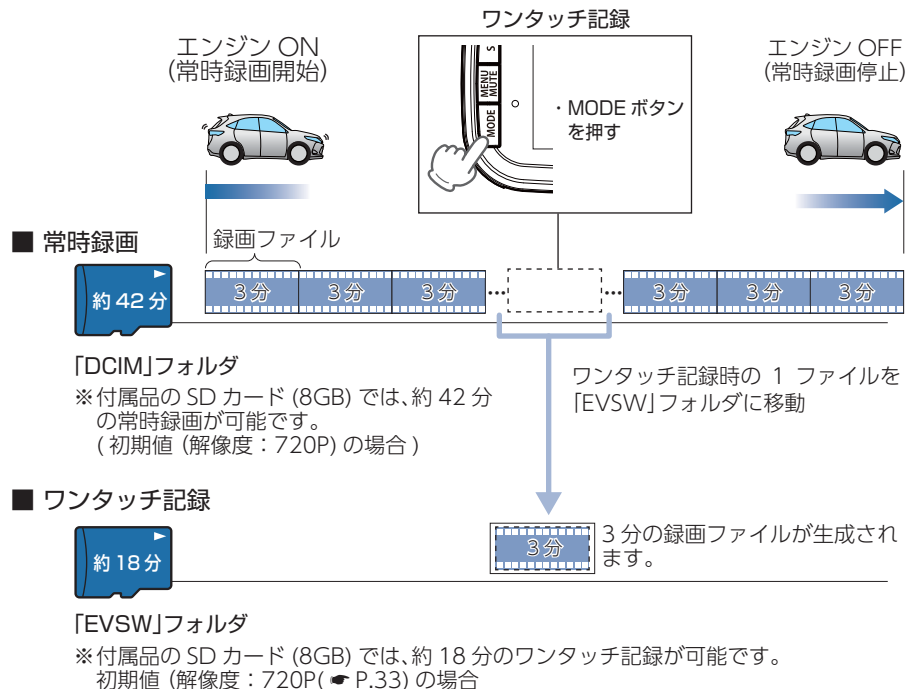 ワンタッチ記録
エンジン ON
(常時録画開始)
S
MENU
MUTE
MODE
・MODE ボタン
を押す
エンジン OFF
(常時録画停止)
■ 常時録画
録画ファイル
約 42 分
3 分 3 分 3 分 … … 3 分 3 分 3 分
「DCIM」フォルダ
※付属品の SD カード (8GB) では、約 42 分
の常時録画が可能です。
( 初期値 (解像度：720P) の場合 )
ワンタッチ記録時の 1 ファイルを
「EVSW」フォルダに移動
■ ワンタッチ記録
約 18 分
3 分
3 分の録画ファイルが生成され
ます。
「EVSW」フォルダ
※付属品の SD カード (8GB) では、約 18 分のワンタッチ記録が可能です。
初期値 (解像度：720P( ☛ P.33) の場合